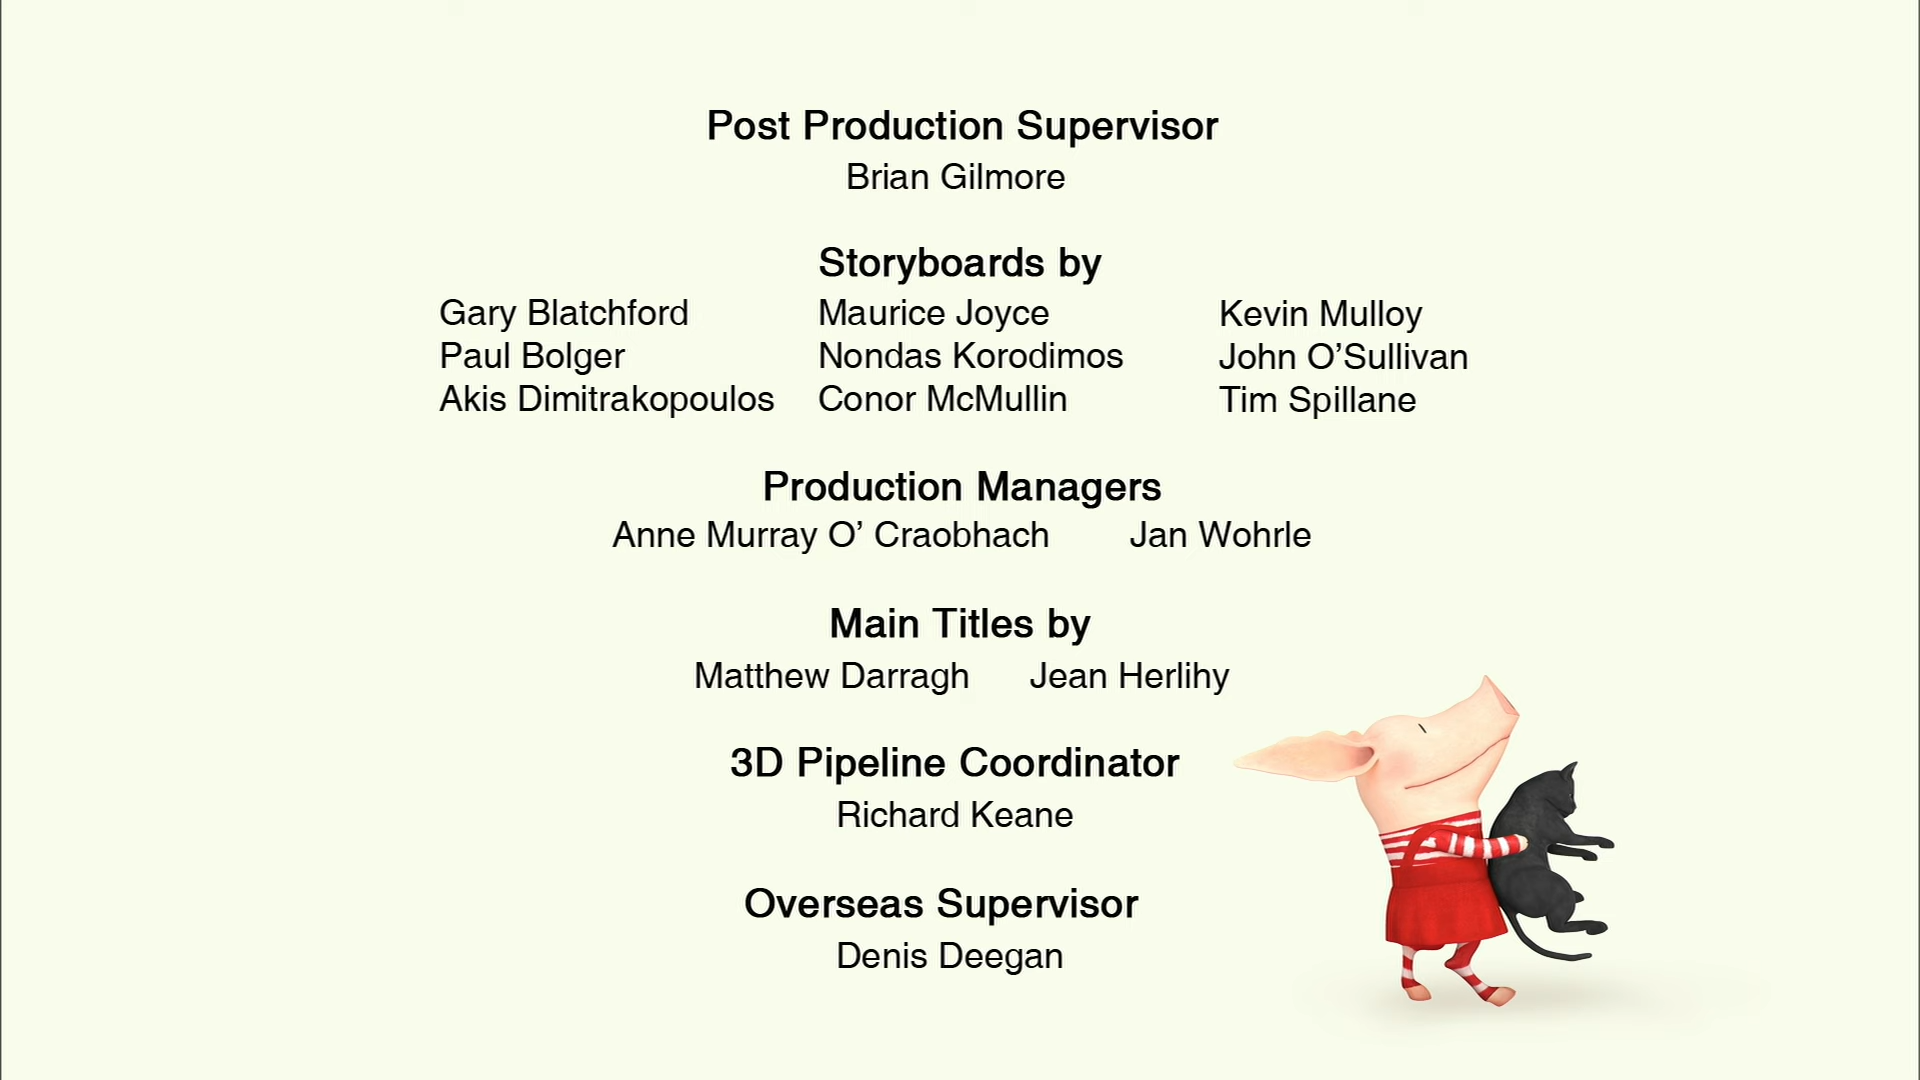 Post Production Supervisor
Brian Gilmore
Storyboards by
Gary Blatchford Maurice Joyce Kevin Mulloy
Paul Bolger Nondas Korodimos John O’Sullivan
Akis Dimitrakopoulos Conor McMullin Tim Spillane
Production Managers
Anne Murray O’ Craobhach Jan Wohrle
Main Titles by
Matthew Darragh Jean Herlihy
3D Pipeline Coordinator
Richard Keane
Overseas Supervisor
Denis Deegan